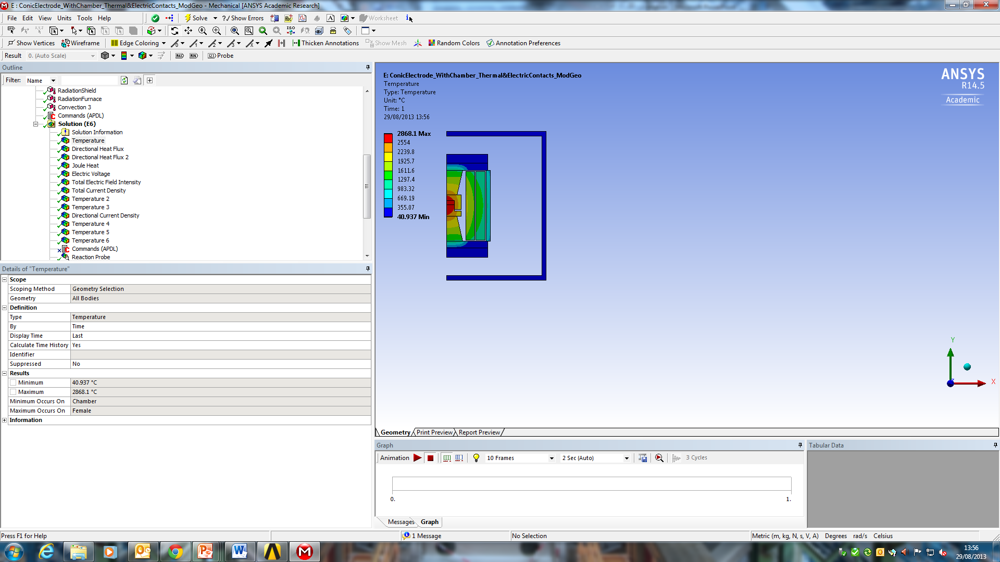 E : ConicElectrode_WithChamber_Thermal&ElectricContacts_ModGeo - Mechanical [ANSYS Academic Research]
File Edit View Units Tools Help Solve ?/ Show Errors Worksheet
Show Vertices Wireframe Edge Coloring Thicken Annotations Show Mesh Random Colors Annotation Preferences
Result 0. (Auto Scale) MAX MIN Probe
Outline
Filter: Name
RadiationShield
RadiationFurnace
Convection 3
Commands (APDL)
Solution (E6)
Solution Information
Temperature
Directional Heat Flux
Directional Heat Flux 2
Joule Heat
Electric Voltage
Total Electric Field Intensity
Total Current Density
Temperature 2
Temperature 3
Directional Current Density
Temperature 4
Temperature 5
Temperature 6
Commands (APDL)
Reaction Probe
Details of "Temperature"
Scope
Scoping Method Geometry Selection
Geometry All Bodies
Definition
Type Temperature
By Time
Display Time Last
Calculate Time History Yes
Identifier
Suppressed No
Results
Minimum 40.937 °C
Maximum 2868.1 °C
Minimum Occurs On Chamber
Maximum Occurs On Female
Information
E: ConicElectrode_WithChamber_Thermal&ElectricContacts_ModGeo
Temperature
Type: Temperature
Unit: °C
Time: 1
29/08/2013 13:56
2868.1 Max
2554
2239.8
1925.7
1611.6
1297.4
983.32
669.19
355.07
40.937 Min
ANSYS
R14.5
Academic
Y
X
Geometry Print Preview Report Preview
Graph
Animation 10 Frames 2 Sec (Auto) 3 Cycles
0. 1.
Messages Graph
Tabular Data
Press F1 for Help 1 Message No Selection Metric (m, kg, N, s, V, A) Degrees rad/s Celsius
13:56
29/08/2013